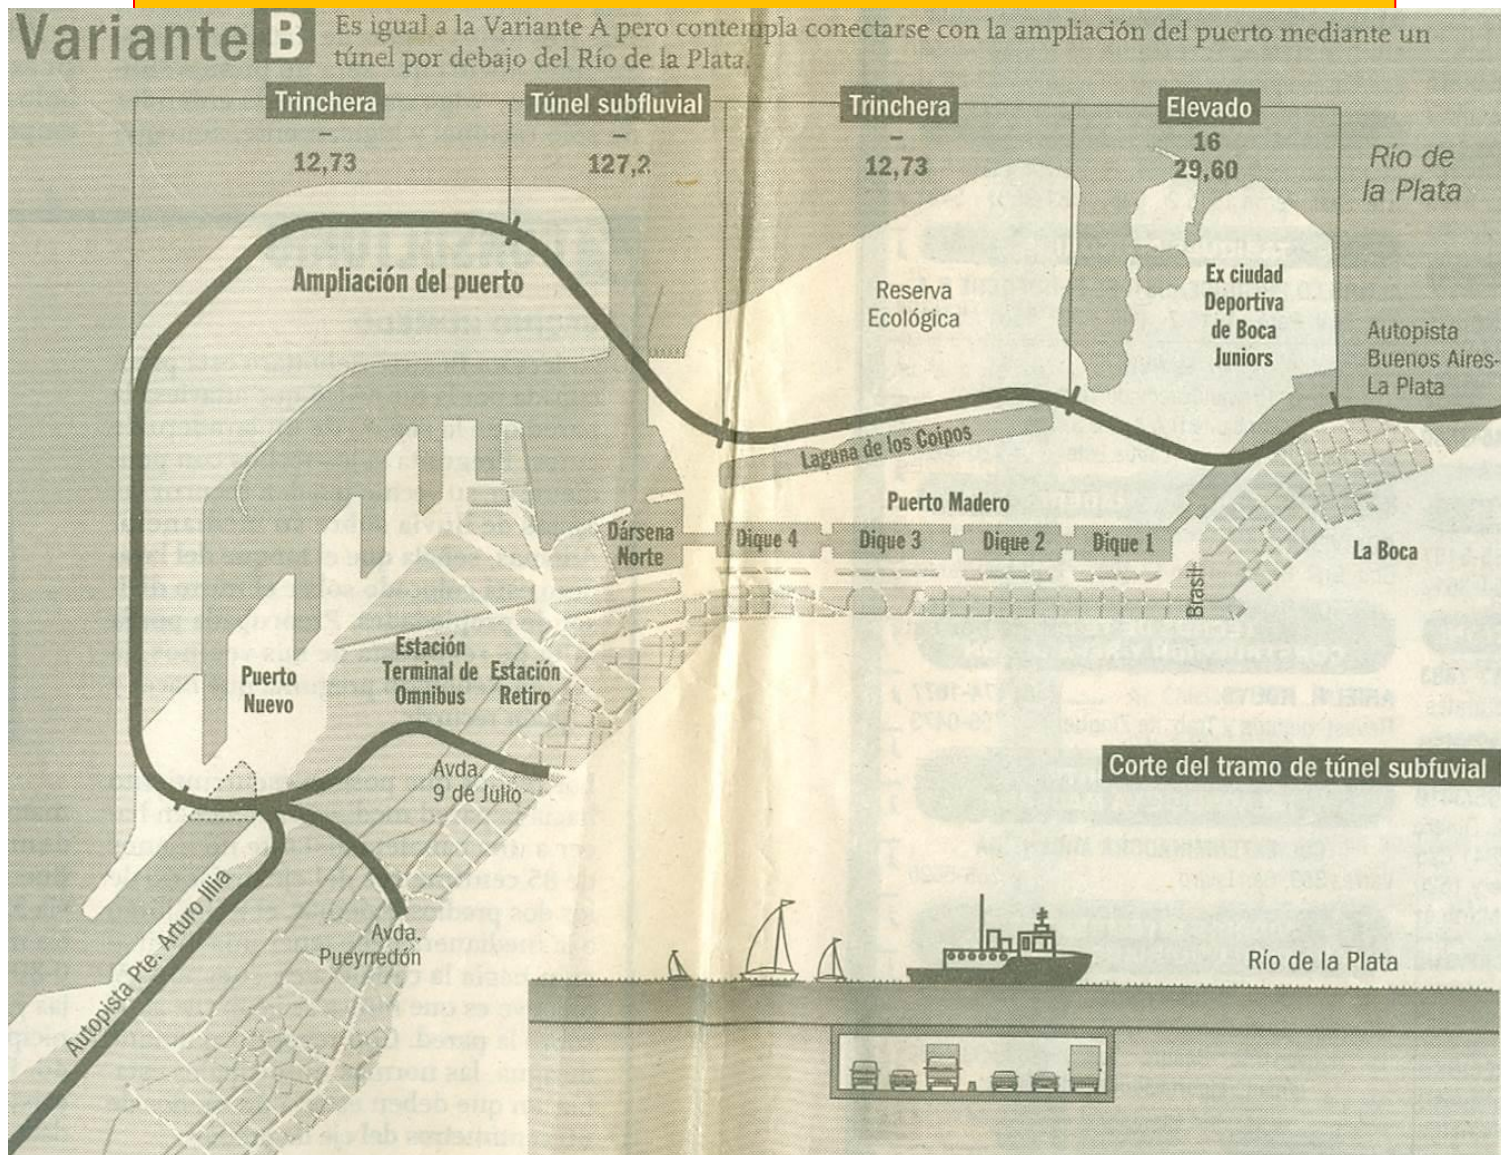 Variante B
Es igual a la Variante A pero contempla conectarse con la ampliación del puerto mediante un
túnel por debajo del Río de la Plata.
Trinchera
–
12,73
Túnel subfluvial
–
127,2
Trinchera
–
12,73
Elevado
16
29,60
Río de
la Plata
Ampliación del puerto
Reserva
Ecológica
Ex ciudad
Deportiva
de Boca
Juniors
Autopista
Buenos Aires-
La Plata
Laguna de los Coipos
Puerto Madero
Dársena
Norte
Dique 4
Dique 3
Dique 2
Dique 1
La Boca
Brasil
Estación
Terminal de
Omnibus
Estación
Retiro
Puerto
Nuevo
Avda.
9 de Julio
Corte del tramo de túnel subfuvial
Autopista Pte. Arturo Illia
Avda.
Pueyrredón
Río de la Plata